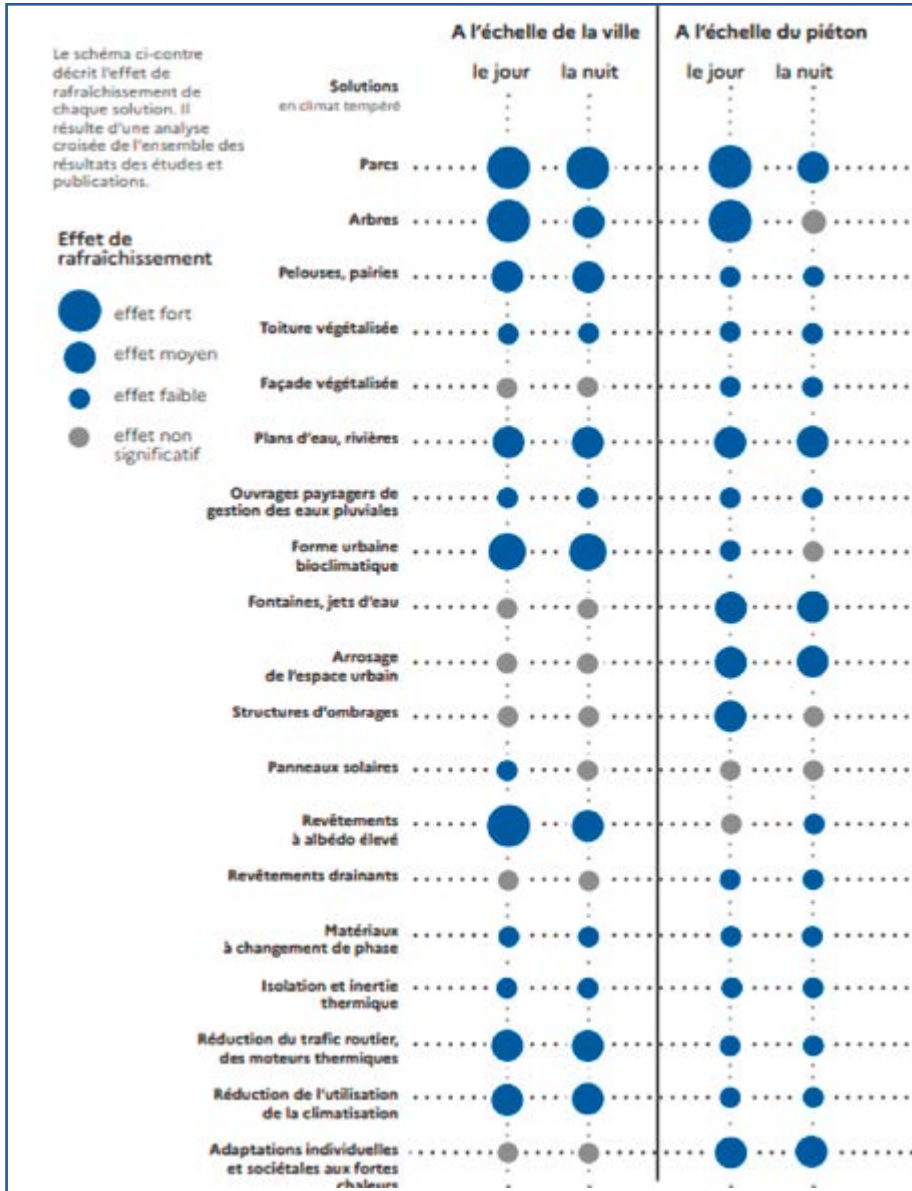 Le schéma ci-contre
décrit l'effet de
rafraîchissement de
chaque solution. Il
résulte d'une analyse
croisée de l'ensemble des
résultats des études et
publications.
Effet de
rafraîchissement
effet fort
effet moyen
effet faible
effet non
significatif
A l'échelle de la ville
A l'échelle du piéton
Solutions
en climat tempéré
le jour
la nuit
le jour
la nuit
Parcs
Arbres
Pelouses, pairies
Toiture végétalisée
Façade végétalisée
Plans d'eau, rivières
Ouvrages paysagers de
gestion des eaux pluviales
Forme urbaine
bioclimatique
Fontaines, jets d'eau
Arrosage
de l'espace urbain
Structures d'ombrages
Panneaux solaires
Revêtements
à albédo élevé
Revêtements drainants
Matériaux
à changement de phase
Isolation et inertie
thermique
Réduction du trafic routier,
des moteurs thermiques
Réduction de l'utilisation
de la climatisation
Adaptations individuelles
et sociétales aux fortes
chaleurs